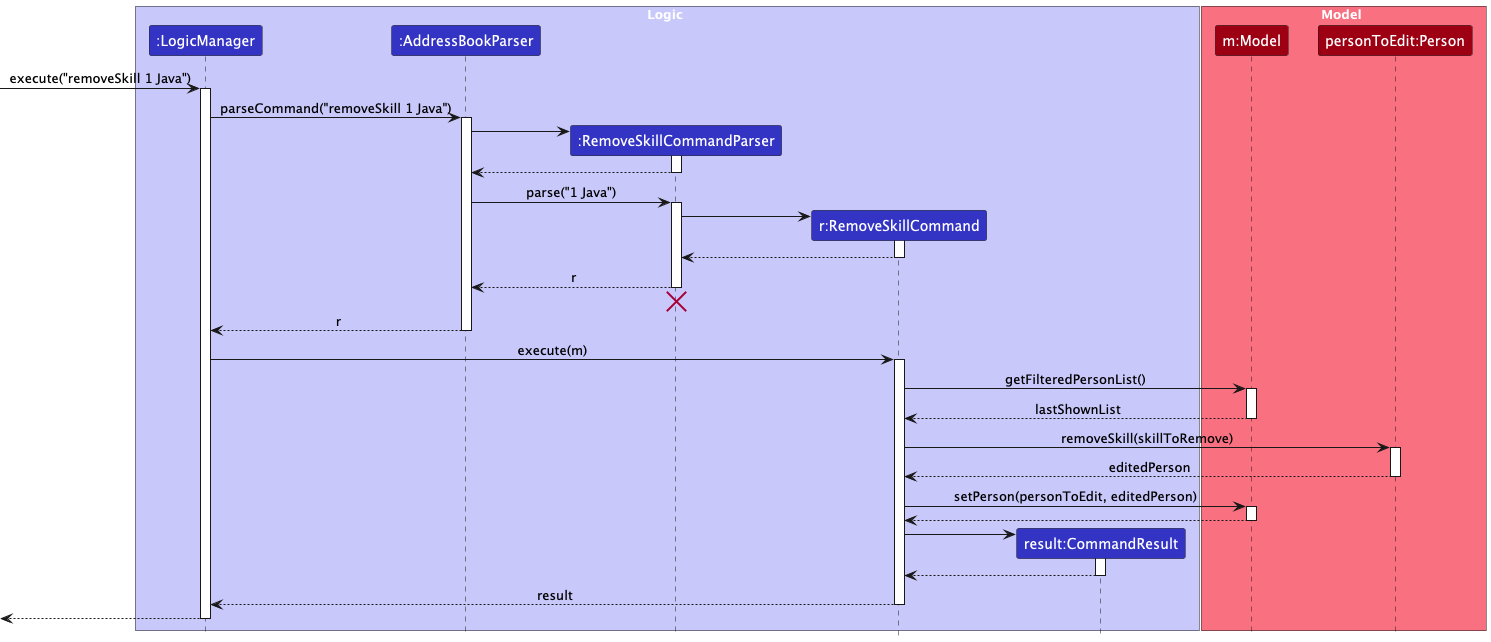 Logic
Model
:LogicManager
:AddressBookParser
m:Model
personToEdit:Person
execute("removeSkill 1 Java")
parseCommand("removeSkill 1 Java")
:RemoveSkillCommandParser
parse("1 Java")
r:RemoveSkillCommand
r
r
execute(m)
getFilteredPersonList()
lastShownList
removeSkill(skillToRemove)
editedPerson
setPerson(personToEdit, editedPerson)
result:CommandResult
result